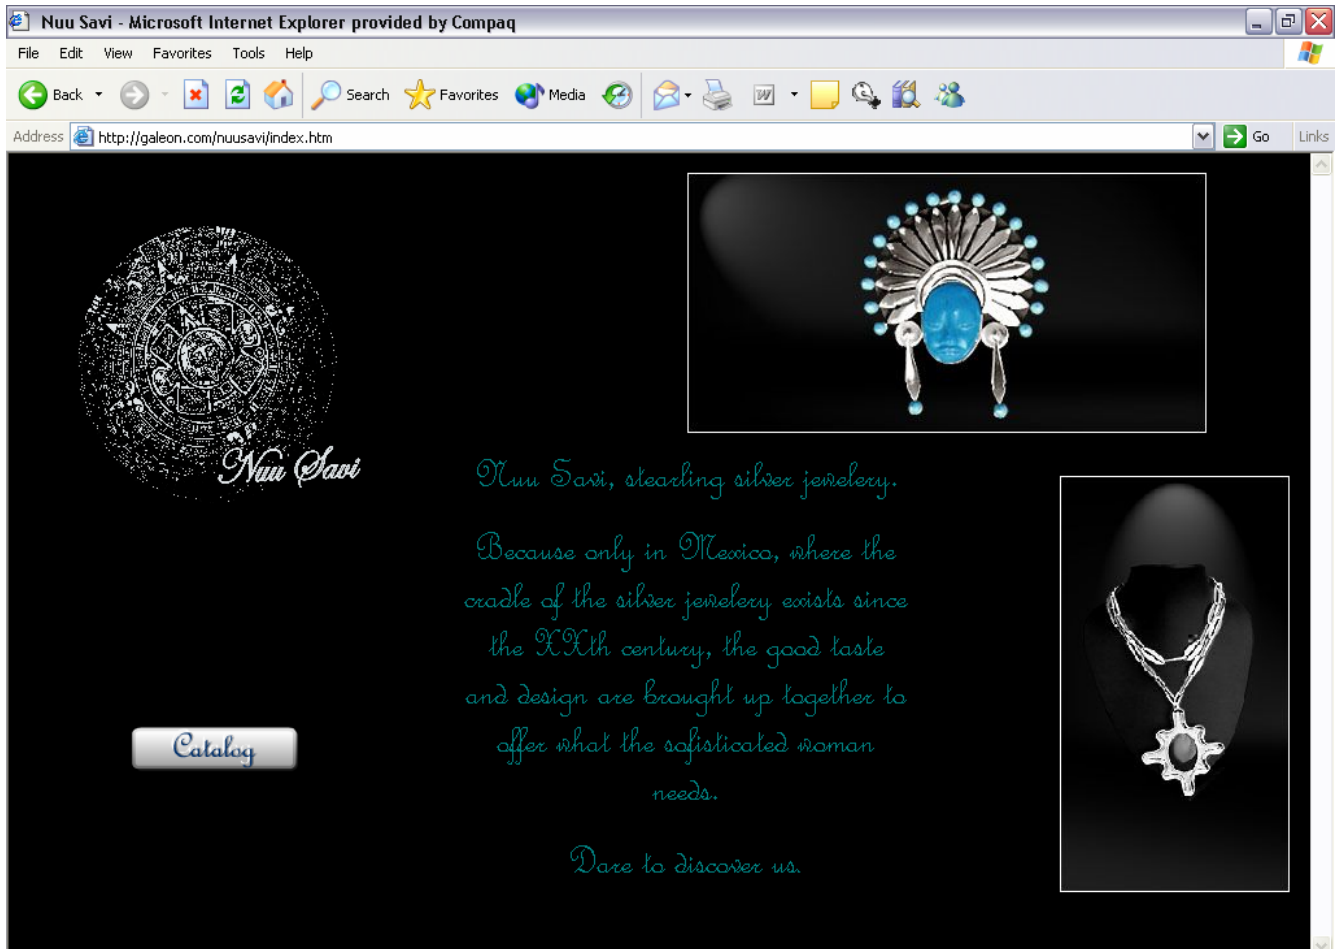 Nuu Savi - Microsoft Internet Explorer provided by Compaq
File Edit View Favorites Tools Help
Back Search Favorites Media
Address http://galeon.com/nuusavi/index.htm Go Links
Nuu Savi
Nuu Savi, stearling silver jewelery.
Because only in Mexico, where the
cradle of the silver jewelery exists since
the XXth century, the good taste
and design are brought up together to
offer what the sofisticated woman
needs.
Catalog
Dare to discover us.